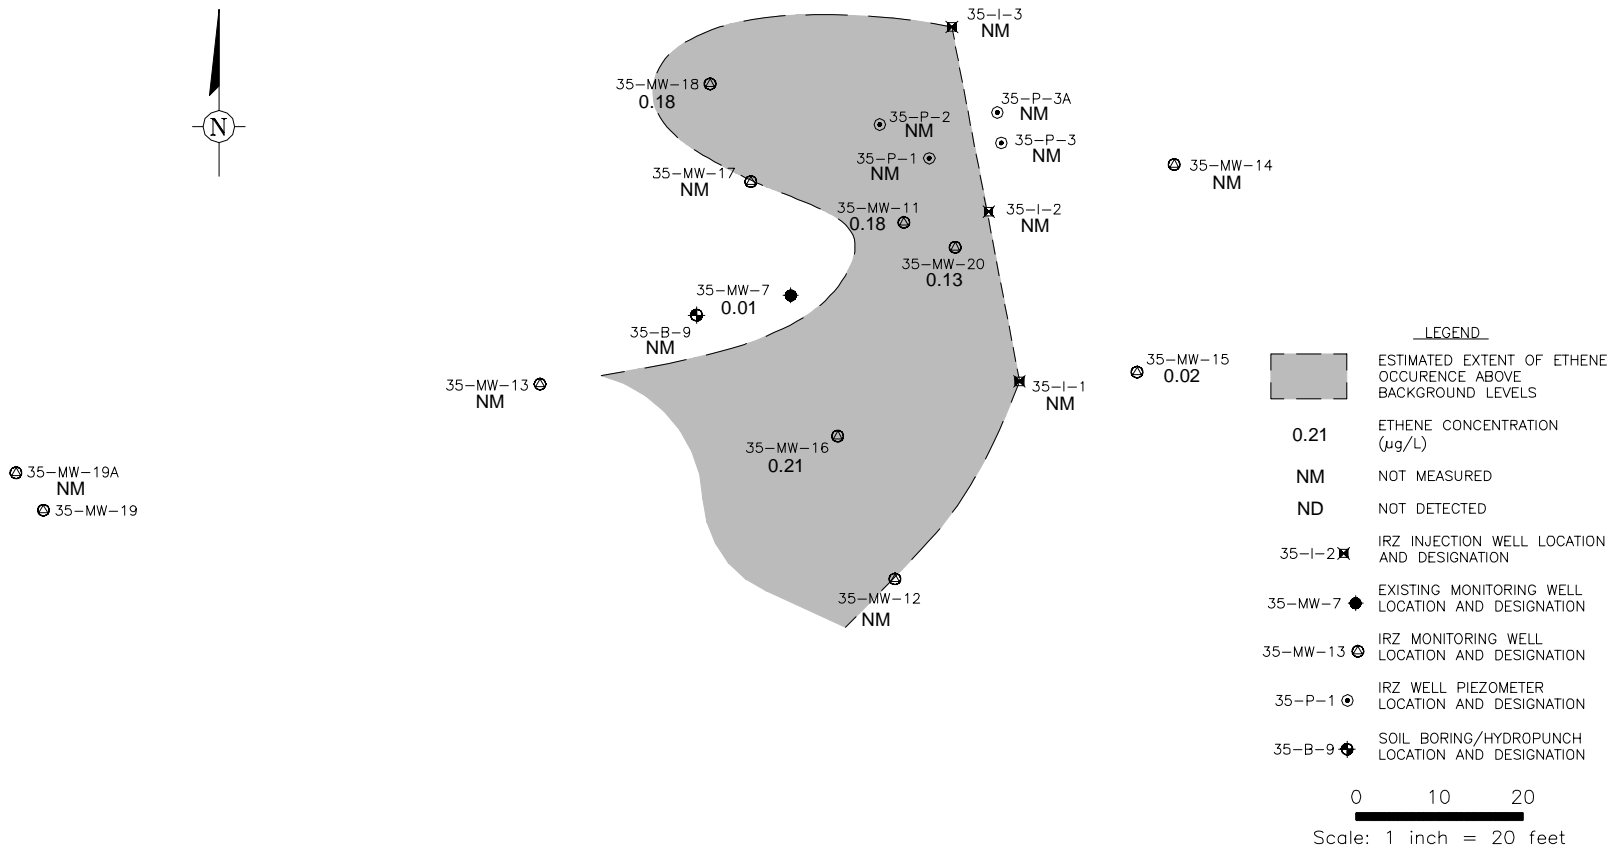 N
35-I-3
NM
35-MW-18
0.18
35-P-3A
NM
35-P-2
NM
35-P-3
NM
35-P-1
NM
35-MW-17
NM
35-MW-14
NM
35-MW-11
0.18
35-I-2
NM
35-MW-20
0.13
35-MW-7
0.01
35-B-9
NM
35-MW-13
NM
35-I-1
NM
35-MW-15
0.02
35-MW-16
0.21
35-MW-19A
NM
35-MW-19
35-MW-12
NM
LEGEND
ESTIMATED EXTENT OF ETHENE
OCCURENCE ABOVE
BACKGROUND LEVELS
0.21
ETHENE CONCENTRATION
(µg/L)
NM
NOT MEASURED
ND
NOT DETECTED
35-I-2
IRZ INJECTION WELL LOCATION
AND DESIGNATION
35-MW-7
EXISTING MONITORING WELL
LOCATION AND DESIGNATION
35-MW-13
IRZ MONITORING WELL
LOCATION AND DESIGNATION
35-P-1
IRZ WELL PIEZOMETER
LOCATION AND DESIGNATION
35-B-9
SOIL BORING/HYDROPUNCH
LOCATION AND DESIGNATION
0 10 20
Scale: 1 inch = 20 feet